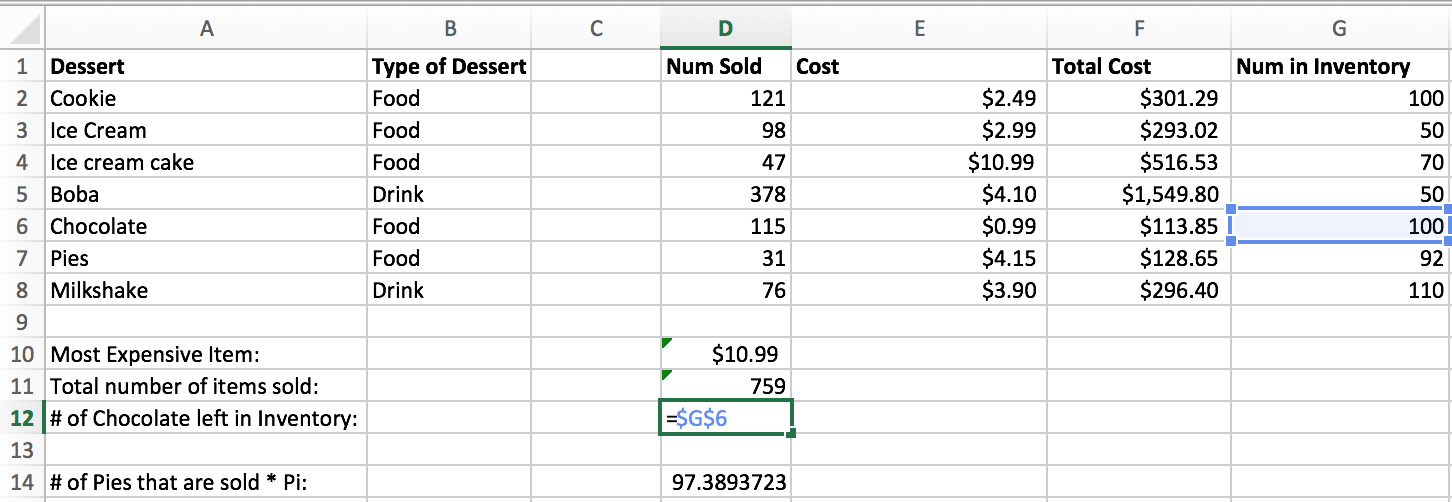 A B C D E F G
1 Dessert Type of Dessert Num Sold Cost Total Cost Num in Inventory
2 Cookie Food 121 $2.49 $301.29 100
3 Ice Cream Food 98 $2.99 $293.02 50
4 Ice cream cake Food 47 $10.99 $516.53 70
5 Boba Drink 378 $4.10 $1,549.80 50
6 Chocolate Food 115 $0.99 $113.85 100
7 Pies Food 31 $4.15 $128.65 92
8 Milkshake Drink 76 $3.90 $296.40 110
9
10 Most Expensive Item: $10.99
11 Total number of items sold: 759
12 # of Chocolate left in Inventory: =$G$6
13
14 # of Pies that are sold * Pi: 97.3893723